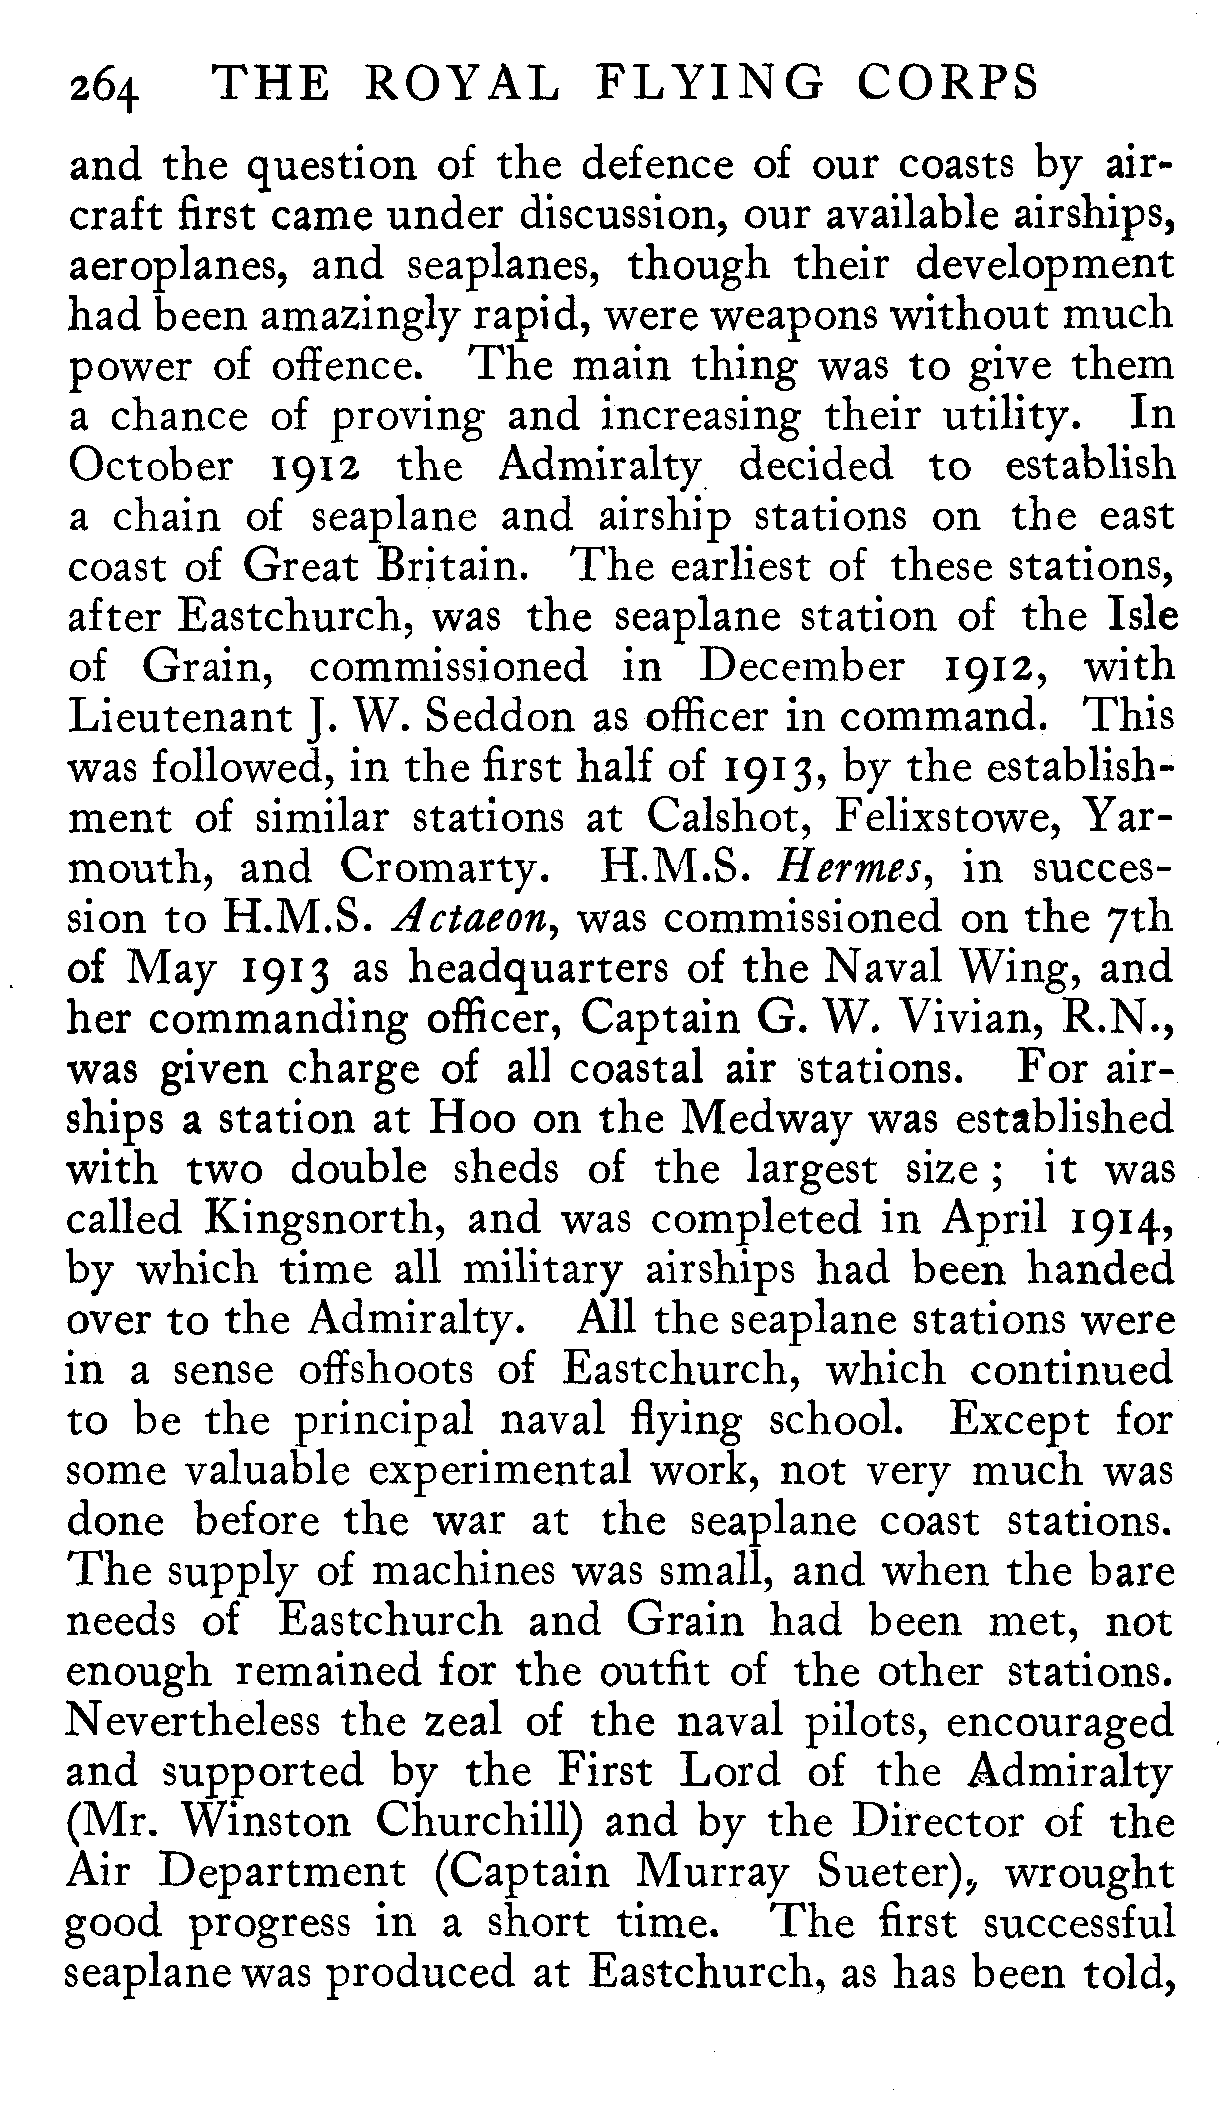 264 THE ROYAL FLYING CORPS
and the question of the defence of our coasts by air-
craft first came under discussion, our available airships,
aeroplanes, and seaplanes, though their development
had been amazingly rapid, were weapons without much
power of offence. The main thing was to give them
a chance of proving and increasing their utility. In
October 1912 the Admiralty decided to establish
a chain of seaplane and airship stations on the east
coast of Great Britain. The earliest of these stations,
after Eastchurch, was the seaplane station of the Isle
of Grain, commissioned in December 1912, with
Lieutenant J. W. Seddon as officer in command. This
was followed, in the first half of 1913, by the establish-
ment of similar stations at Calshot, Felixstowe, Yar-
mouth, and Cromarty. H.M.S. Hermes, in succes-
sion to H.M.S. Actaeon, was commissioned on the 7th
of May 1913 as headquarters of the Naval Wing, and
her commanding officer, Captain G. W. Vivian, R.N.,
was given charge of all coastal air stations. For air-
ships a station at Hoo on the Medway was established
with two double sheds of the largest size ; it was
called Kingsnorth, and was completed in April 1914,
by which time all military airships had been handed
over to the Admiralty. All the seaplane stations were
in a sense offshoots of Eastchurch, which continued
to be the principal naval flying school. Except for
some valuable experimental work, not very much was
done before the war at the seaplane coast stations.
The supply of machines was small, and when the bare
needs of Eastchurch and Grain had been met, not
enough remained for the outfit of the other stations.
Nevertheless the zeal of the naval pilots, encouraged
and supported by the First Lord of the Admiralty
(Mr. Winston Churchill) and by the Director of the
Air Department (Captain Murray Sueter), wrought
good progress in a short time. The first successful
seaplane was produced at Eastchurch, as has been told,